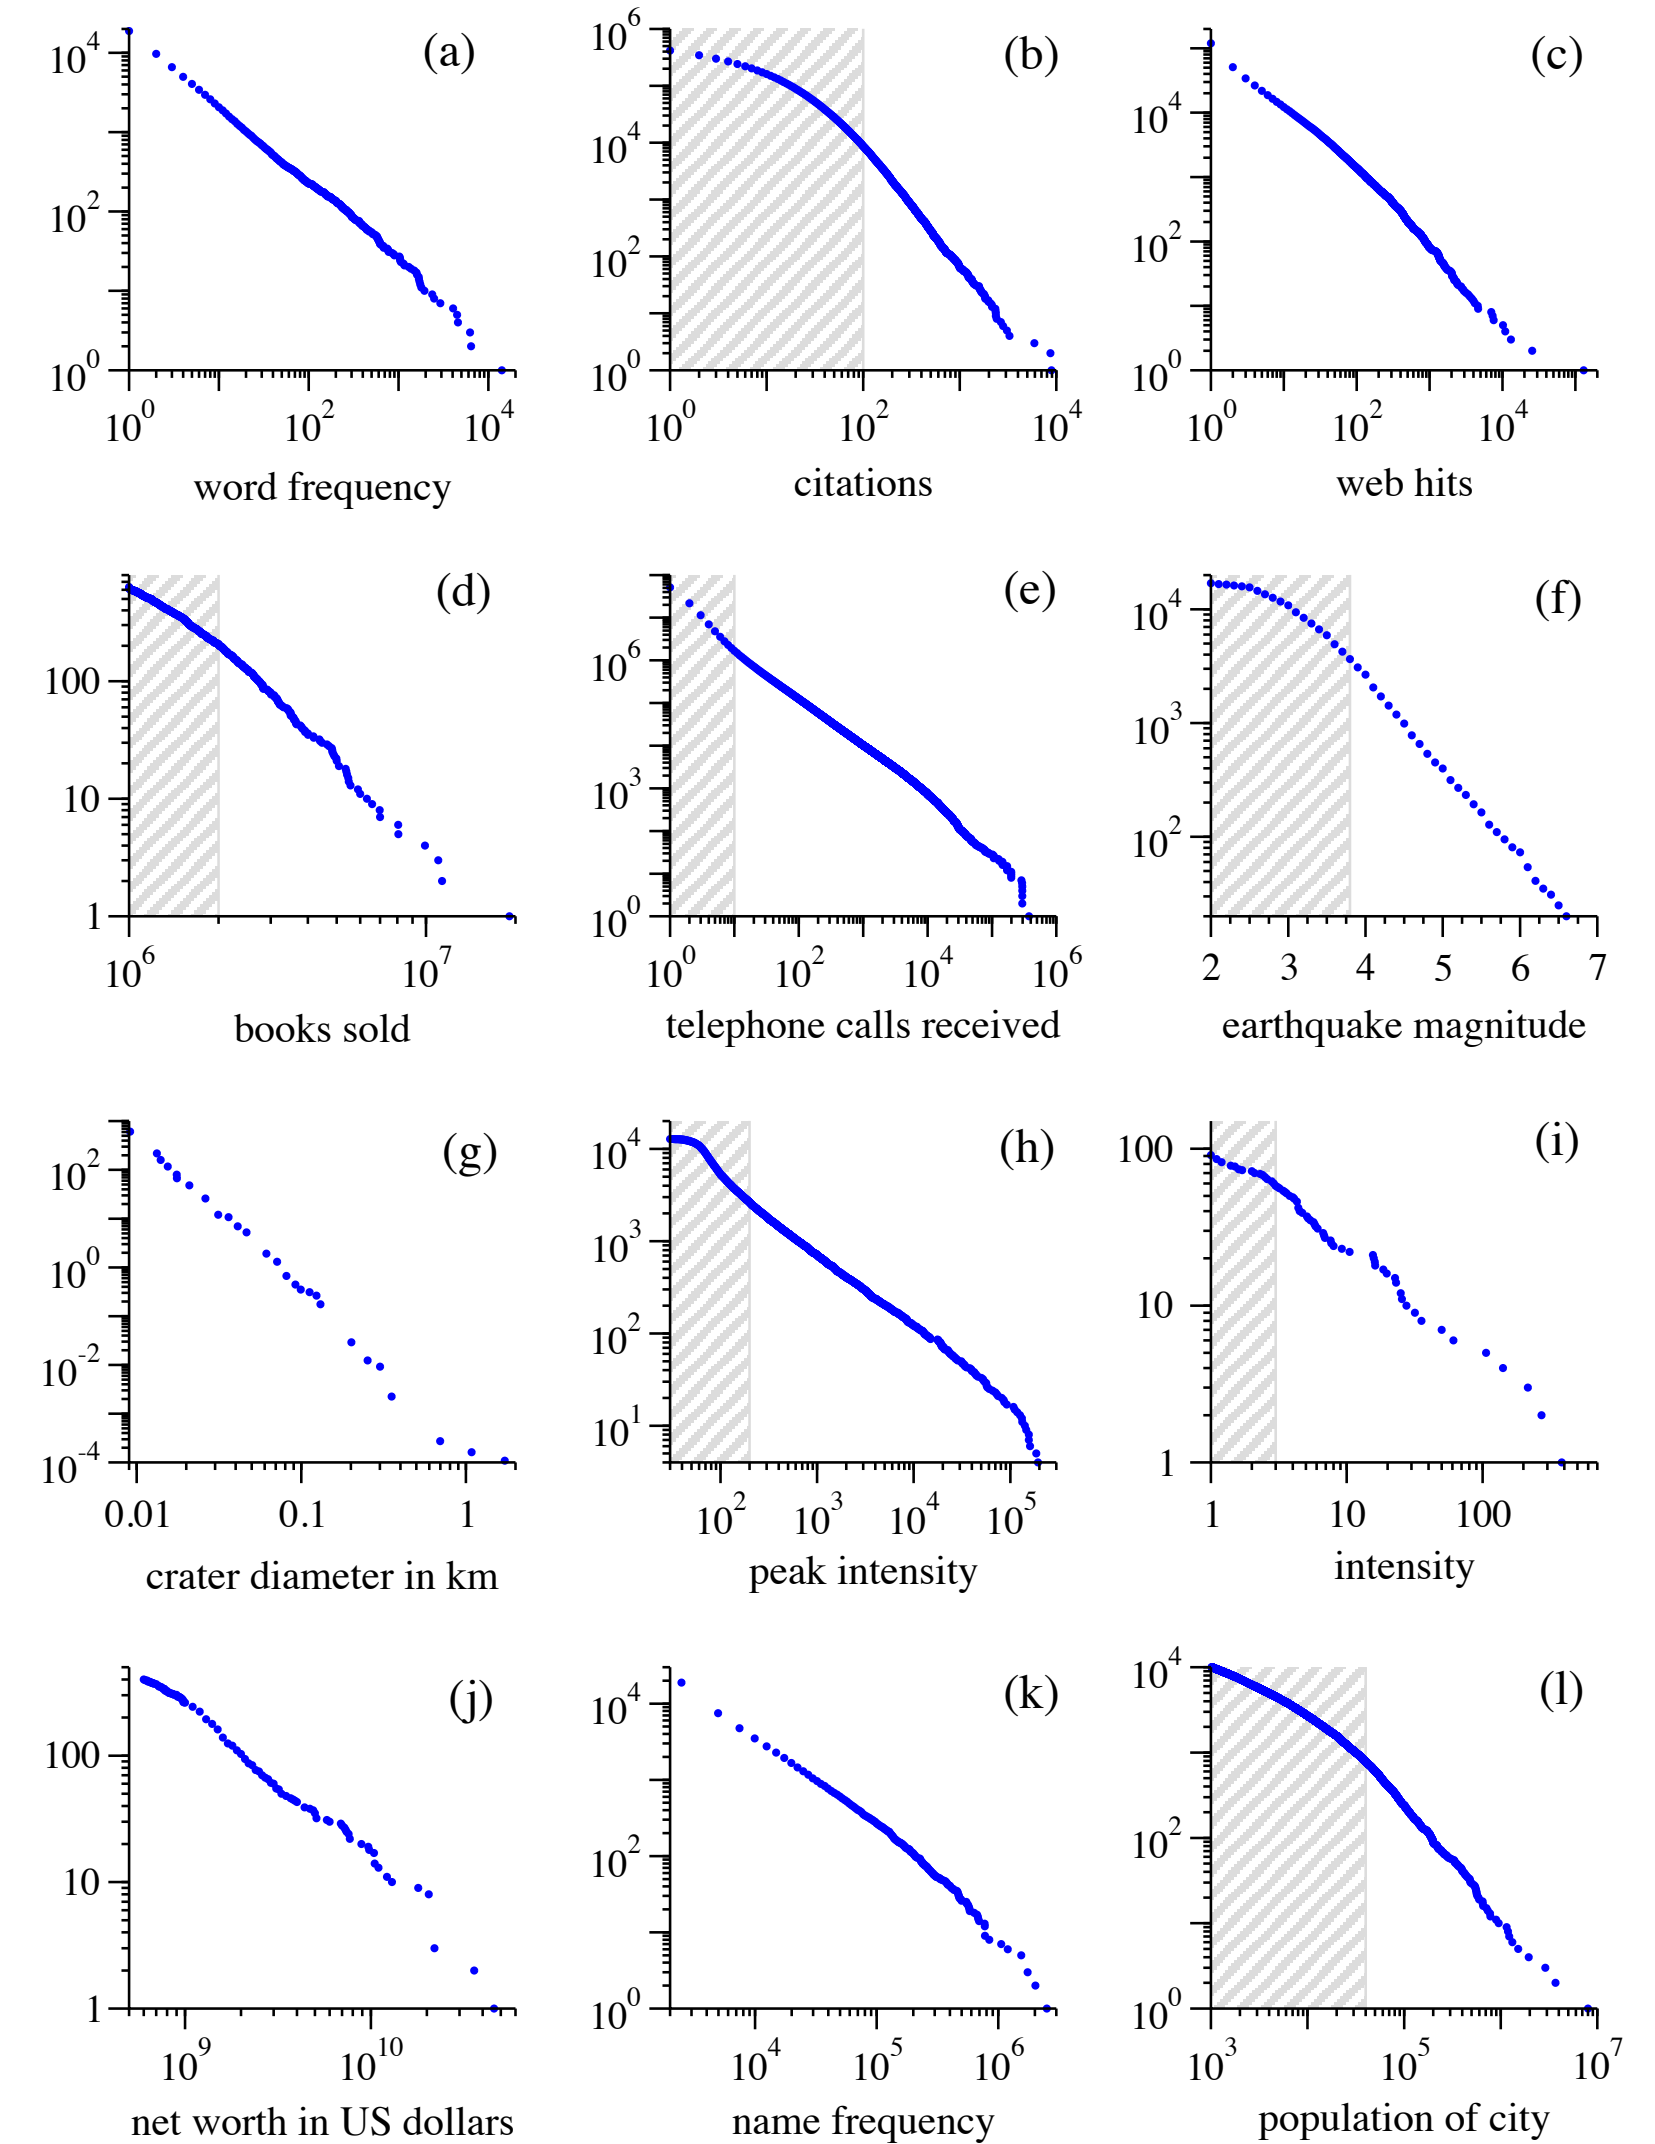 (a)
10^4
10^2
10^0
10^0 10^2 10^4
word frequency
(b)
10^6
10^4
10^2
10^0
10^0 10^2 10^4
citations
(c)
10^4
10^2
10^0
10^0 10^2 10^4
web hits
(d)
100
10
1
10^6 10^7
books sold
(e)
10^6
10^3
10^0
10^0 10^2 10^4 10^6
telephone calls received
(f)
10^4
10^3
10^2
2 3 4 5 6 7
earthquake magnitude
(g)
10^2
10^0
10^-2
10^-4
0.01 0.1 1
crater diameter in km
(h)
10^4
10^3
10^2
10^1
10^2 10^3 10^4 10^5
peak intensity
(i)
100
10
1
1 10 100
intensity
(j)
100
10
1
10^9 10^10
net worth in US dollars
(k)
10^4
10^2
10^0
10^4 10^5 10^6
name frequency
(l)
10^4
10^2
10^0
10^3 10^5 10^7
population of city